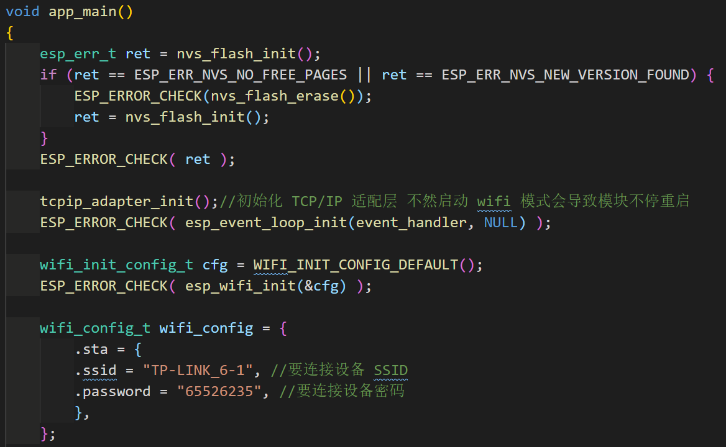 void app_main()
{
esp_err_t ret = nvs_flash_init();
if (ret == ESP_ERR_NVS_NO_FREE_PAGES || ret == ESP_ERR_NVS_NEW_VERSION_FOUND) {
ESP_ERROR_CHECK(nvs_flash_erase());
ret = nvs_flash_init();
}
ESP_ERROR_CHECK( ret );
tcpip_adapter_init();//初始化 TCP/IP 适配层 不然启动 wifi 模式会导致模块不停重启
ESP_ERROR_CHECK( esp_event_loop_init(event_handler, NULL) );
wifi_init_config_t cfg = WIFI_INIT_CONFIG_DEFAULT();
ESP_ERROR_CHECK( esp_wifi_init(&cfg) );
wifi_config_t wifi_config = {
.sta = {
.ssid = "TP-LINK_6-1", //要连接设备 SSID
.password = "65526235", //要连接设备密码
},
};